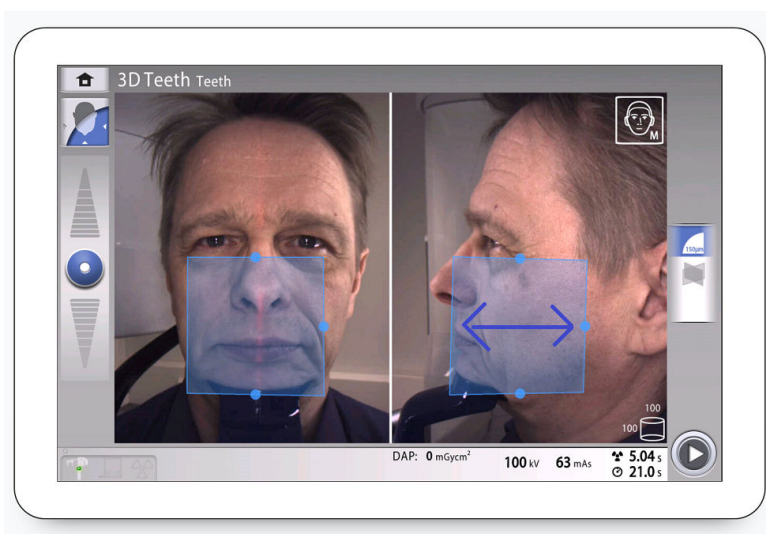 3D Teeth Teeth
M
150µm
100
100
DAP: 0 mGycm²
100 kV
63 mAs
5.04 s
21.0 s